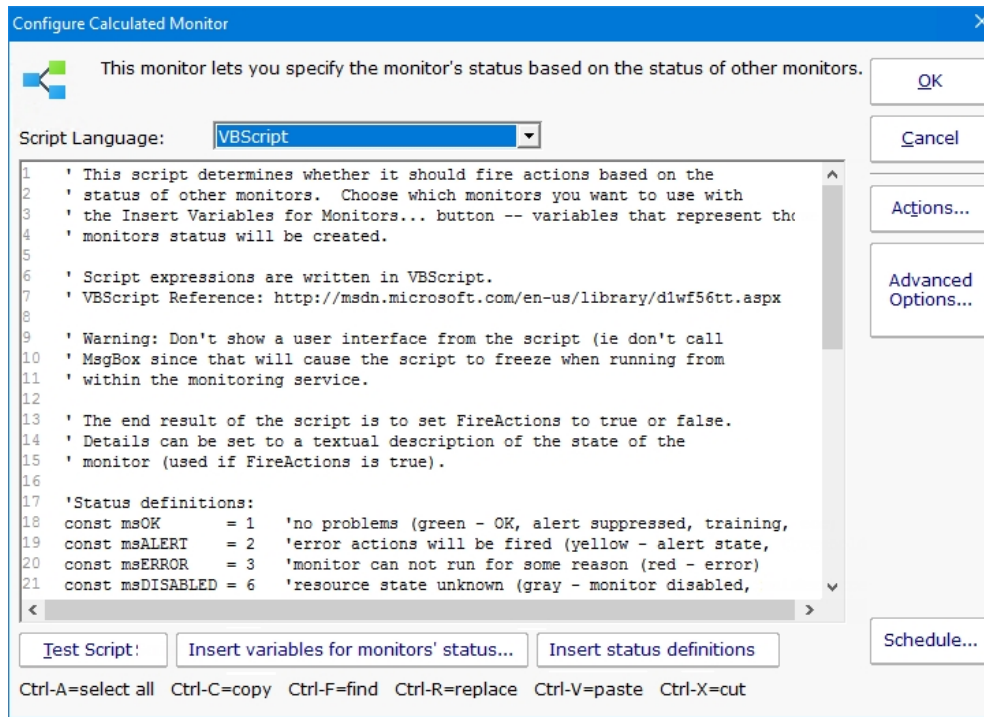 Configure Calculated Monitor
This monitor lets you specify the monitor's status based on the status of other monitors.
OK
Script Language:
VBScript
Cancel
1 ' This script determines whether it should fire actions based on the
2 ' status of other monitors.  Choose which monitors you want to use with
3 ' the Insert Variables for Monitors... button -- variables that represent
4 ' monitors status will be created.
5
6 ' Script expressions are written in VBScript.
7 ' VBScript Reference: http://msdn.microsoft.com/en-us/library/d1wf56tt.aspx
8
9 ' Warning: Don't show a user interface from the script (ie don't call
10 ' MsgBox since that will cause the script to freeze when running from
11 ' within the monitoring service.
12
13 ' The end result of the script is to set FireActions to true or false.
14 ' Details can be set to a textual description of the state of the
15 ' monitor (used if FireActions is true).
16
17 'Status definitions:
18 const msOK       = 1   'no problems (green - OK, alert suppressed, training,
19 const msALERT    = 2   'error actions will be fired (yellow - alert state,
20 const msERROR    = 3   'monitor can not run for some reason (red - error)
21 const msDISABLED = 6   'resource state unknown (gray - monitor disabled,
Actions...
Advanced
Options...
Schedule...
Test Script
Insert variables for monitors' status...
Insert status definitions
Ctrl-A=select all   Ctrl-C=copy   Ctrl-F=find   Ctrl-R=replace   Ctrl-V=paste   Ctrl-X=cut